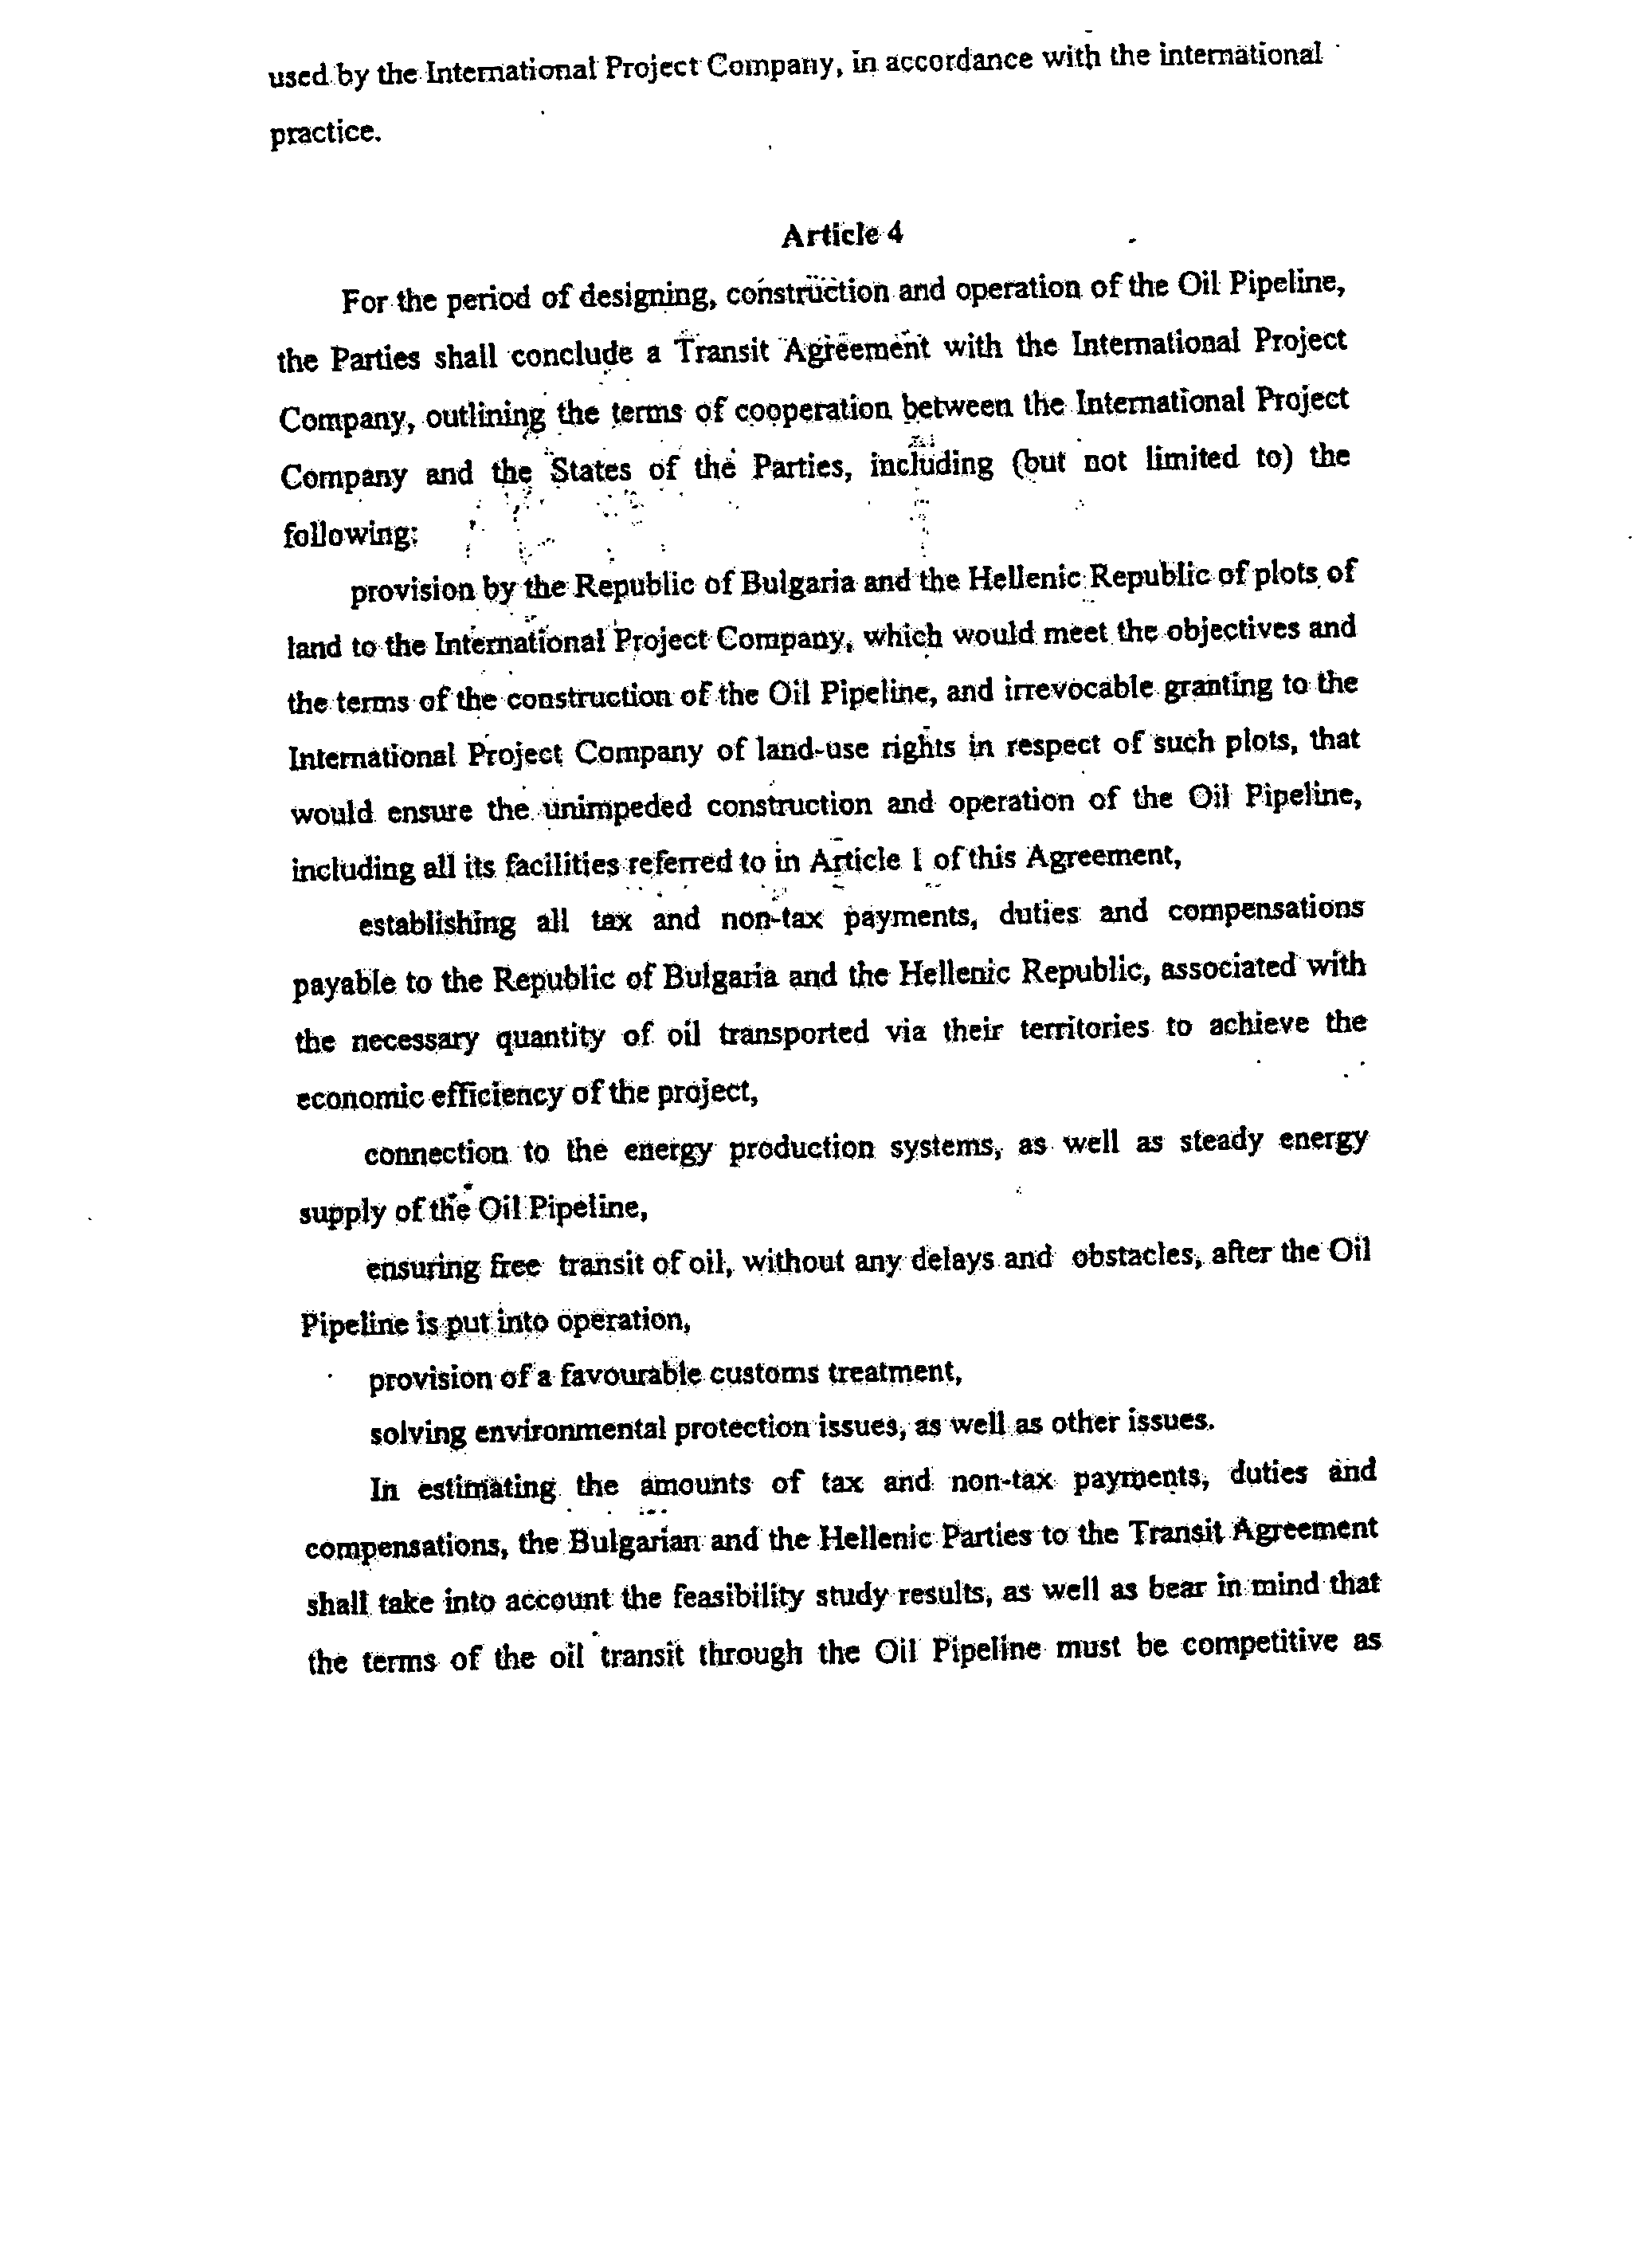 used by the International Project Company, in accordance with the international
practice.
Article 4
For the period of designing, construction and operation of the Oil Pipeline,
the Parties shall conclude a Transit Agreement with the International Project
Company, outlining the terms of cooperation between the International Project
Company and the States of the Parties, including (but not limited to) the
following:
provision by the Republic of Bulgaria and the Hellenic Republic of plots of
land to the International Project Company, which would meet the objectives and
the terms of the construction of the Oil Pipeline, and irrevocable granting to the
International Project Company of land-use rights in respect of such plots, that
would ensure the unimpeded construction and operation of the Oil Pipeline,
including all its facilities referred to in Article 1 of this Agreement,
establishing all tax and non-tax payments, duties and compensations
payable to the Republic of Bulgaria and the Hellenic Republic, associated with
the necessary quantity of oil transported via their territories to achieve the
economic efficiency of the project,
connection to the energy production systems, as well as steady energy
supply of the Oil Pipeline,
ensuring free transit of oil, without any delays and obstacles, after the Oil
Pipeline is put into operation,
provision of a favourable customs treatment,
solving environmental protection issues, as well as other issues.
In estimating the amounts of tax and non-tax payments, duties and
compensations, the Bulgarian and the Hellenic Parties to the Transit Agreement
shall take into account the feasibility study results, as well as bear in mind that
the terms of the oil transit through the Oil Pipeline must be competitive as